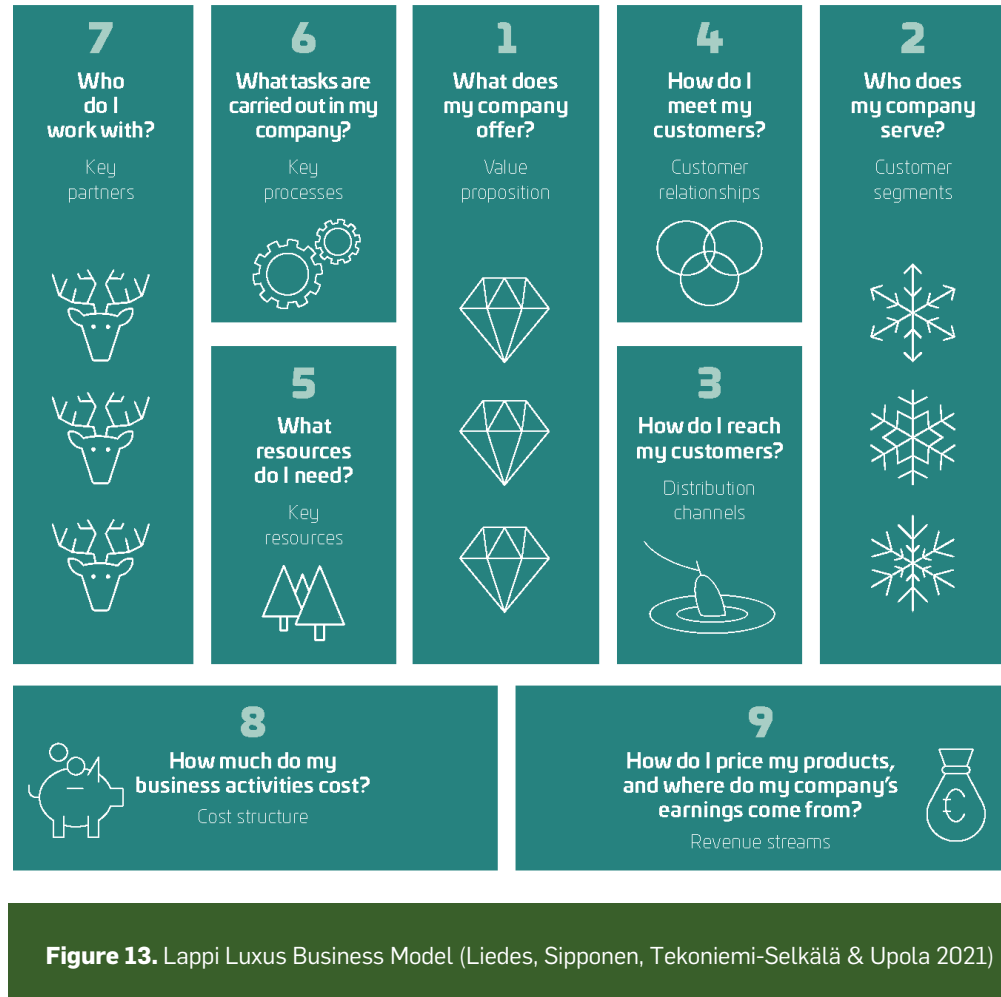 7
Who
do I
work with?
Key
partners
6
What tasks are
carried out in my
company?
Key
processes
5
What
resources
do I need?
Key
resources
1
What does
my company
offer?
Value
proposition
4
How do I
meet my
customers?
Customer
relationships
3
How do I reach
my customers?
Distribution
channels
2
Who does
my company
serve?
Customer
segments
8
How much do my
business activities cost?
Cost structure
9
How do I price my products,
and where do my company's
earnings come from?
Revenue streams
€
Figure 13. Lappi Luxus Business Model (Liedes, Sipponen, Tekoniemi-Selkälä & Upola 2021)